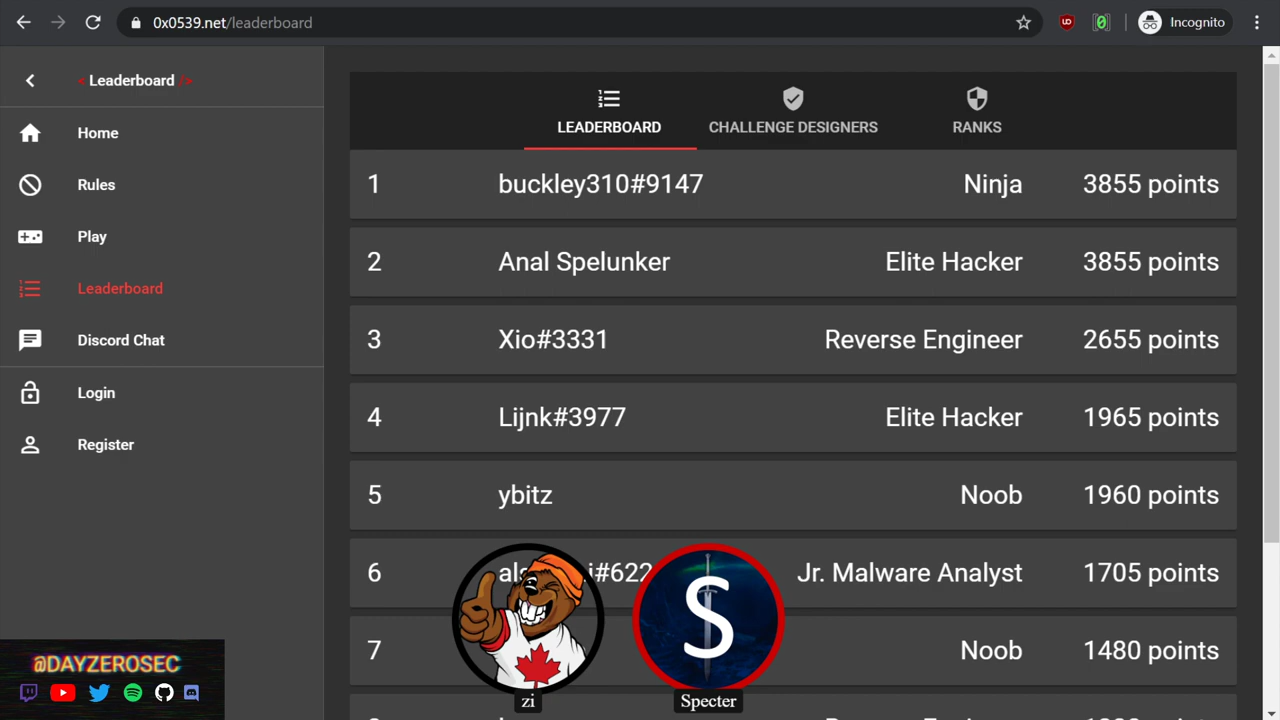 0x0539.net/leaderboard
Incognito
< Leaderboard />
Home
Rules
Play
Leaderboard
Discord Chat
Login
Register
LEADERBOARD
CHALLENGE DESIGNERS
RANKS
1 buckley310#9147 Ninja 3855 points
2 Anal Spelunker Elite Hacker 3855 points
3 Xio#3331 Reverse Engineer 2655 points
4 Lijnk#3977 Elite Hacker 1965 points
5 ybitz Noob 1960 points
6 Jr. Malware Analyst 1705 points
7 Noob 1480 points
@DAYZEROSEC
S
zi
Specter